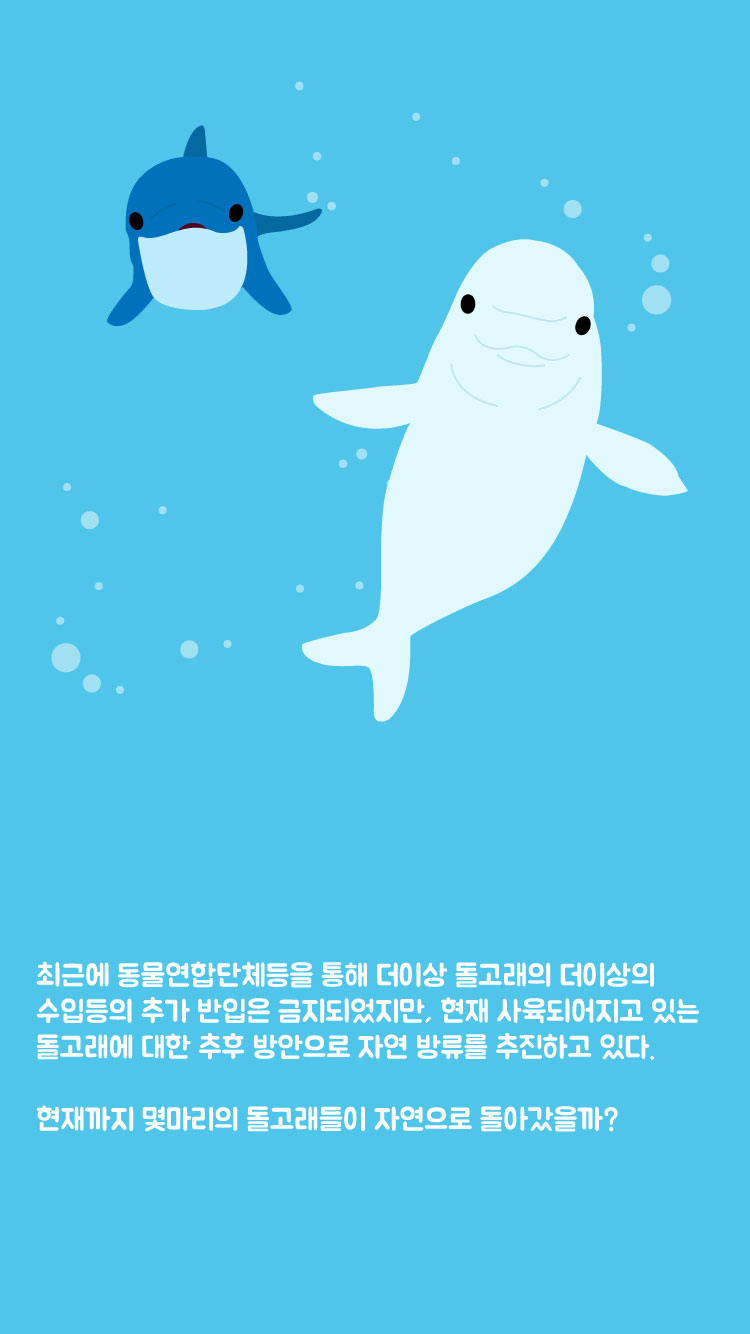 최근에 동물연합단체등을 통해 더이상 돌고래의 더이상의
수입등의 추가 반입은 금지되었지만, 현재 사육되어지고 있는
돌고래에 대한 추후 방안으로 자연 방류를 추진하고 있다.
현재까지 몇마리의 돌고래들이 자연으로 돌아갔을까?